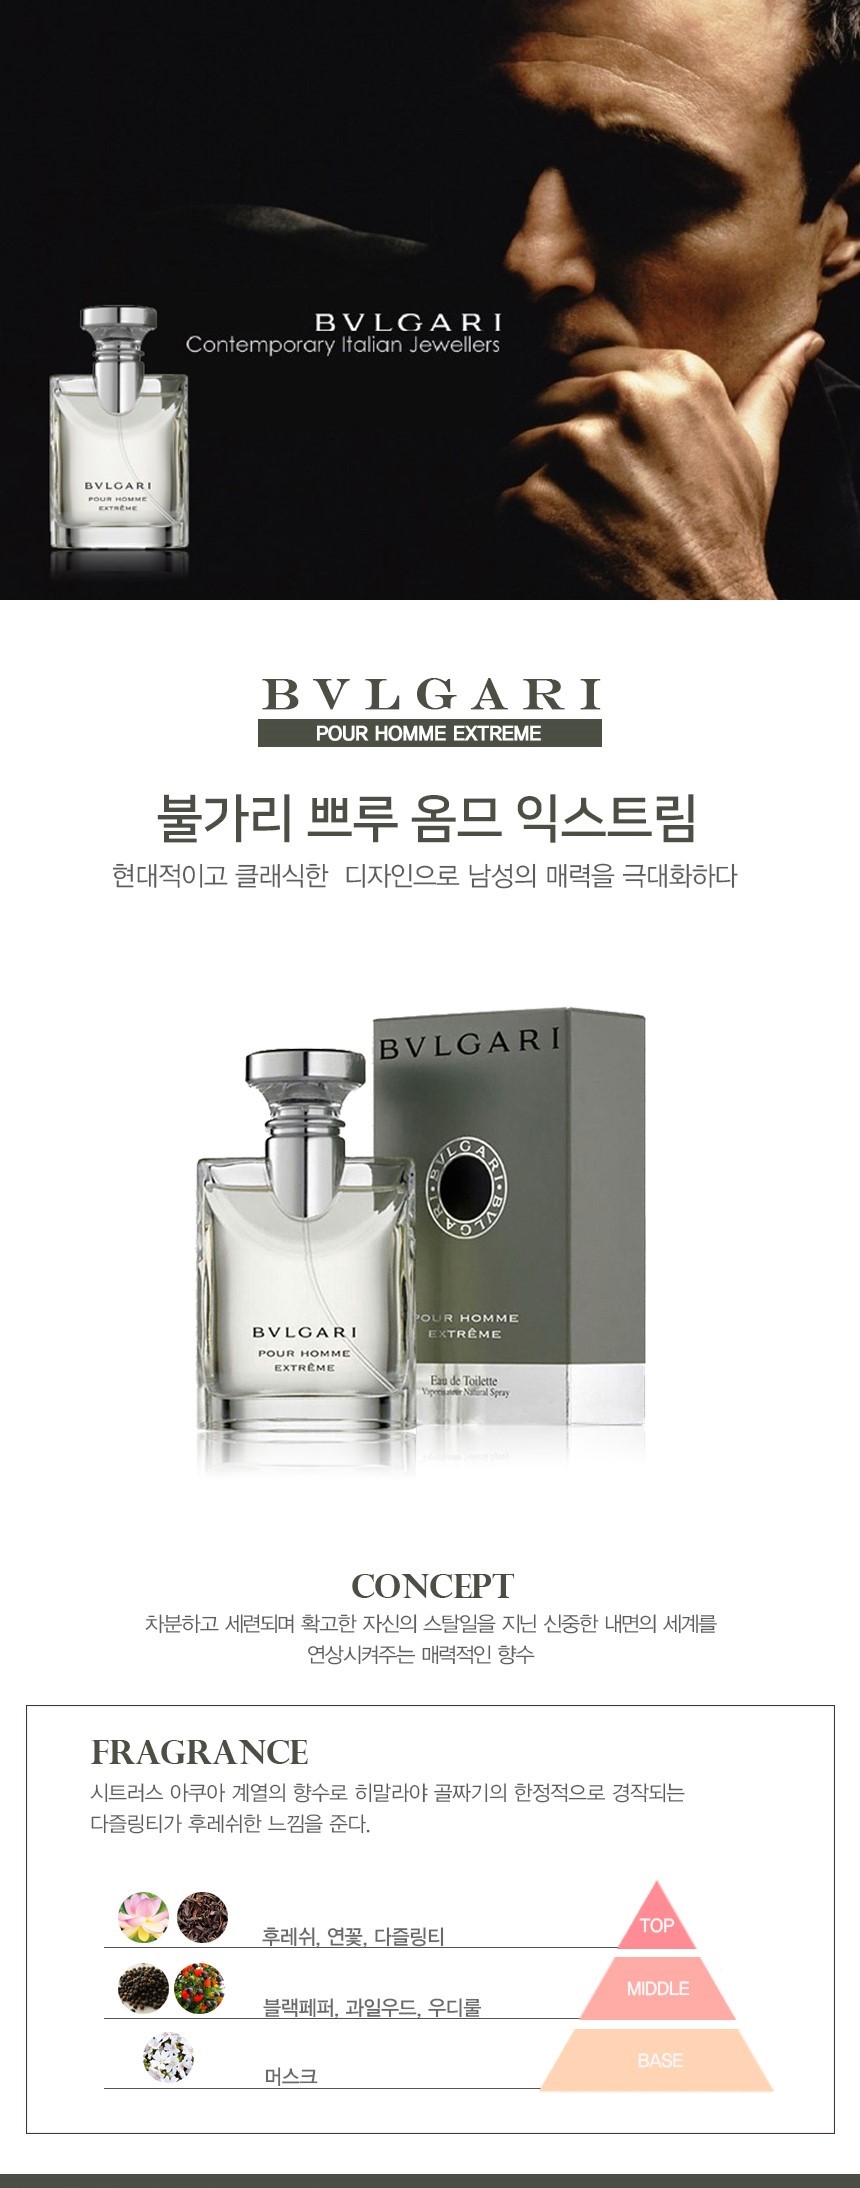 BVLGARI
Contemporary Italian Jewellers
BVLGARI
POUR HOMME
EXTRÊME
BVLGARI
POUR HOMME EXTREME
불가리 쁘루 옴므 익스트림
현대적이고 클래식한 디자인으로 남성의 매력을 극대화하다
BVLGARI
BVLGARI • BVLGARI •
POUR HOMME
EXTRÊME
Eau de Toilette
Vaporisateur Natural Spray
BVLGARI
POUR HOMME
EXTRÊME
CONCEPT
차분하고 세련되며 확고한 자신의 스탈일을 지닌 신중한 내면의 세계를
연상시켜주는 매력적인 향수
FRAGRANCE
시트러스 아쿠아 계열의 향수로 히말라야 골짜기의 한정적으로 경작되는
다즐링티가 후레쉬한 느낌을 준다.
후레쉬, 연꽃, 다즐링티
TOP
블랙페퍼, 과일우드, 우디룰
MIDDLE
머스크
BASE